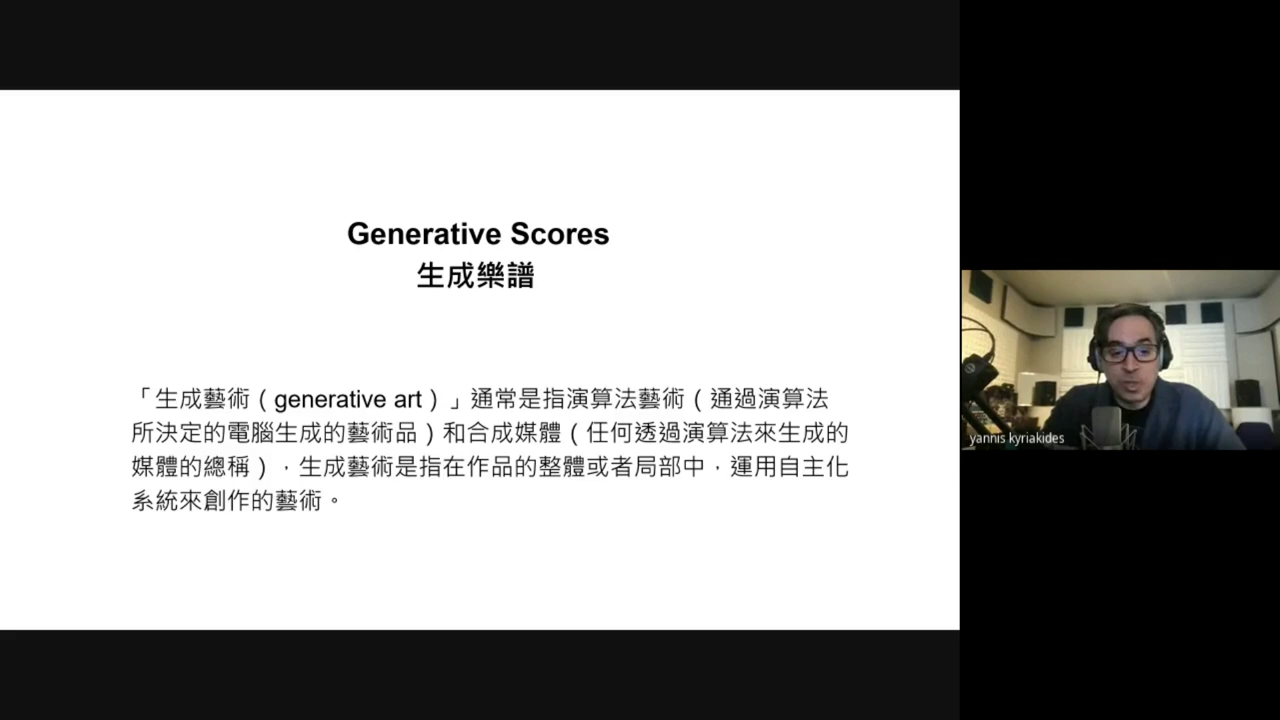 Generative Scores
生成樂譜
「生成藝術（generative art）」通常是指演算法藝術（通過演算法
所決定的電腦生成的藝術品）和合成媒體（任何透過演算法來生成的
媒體的總稱），生成藝術是指在作品的整體或者局部中，運用自主化
系統來創作的藝術。
yannis kyriakides